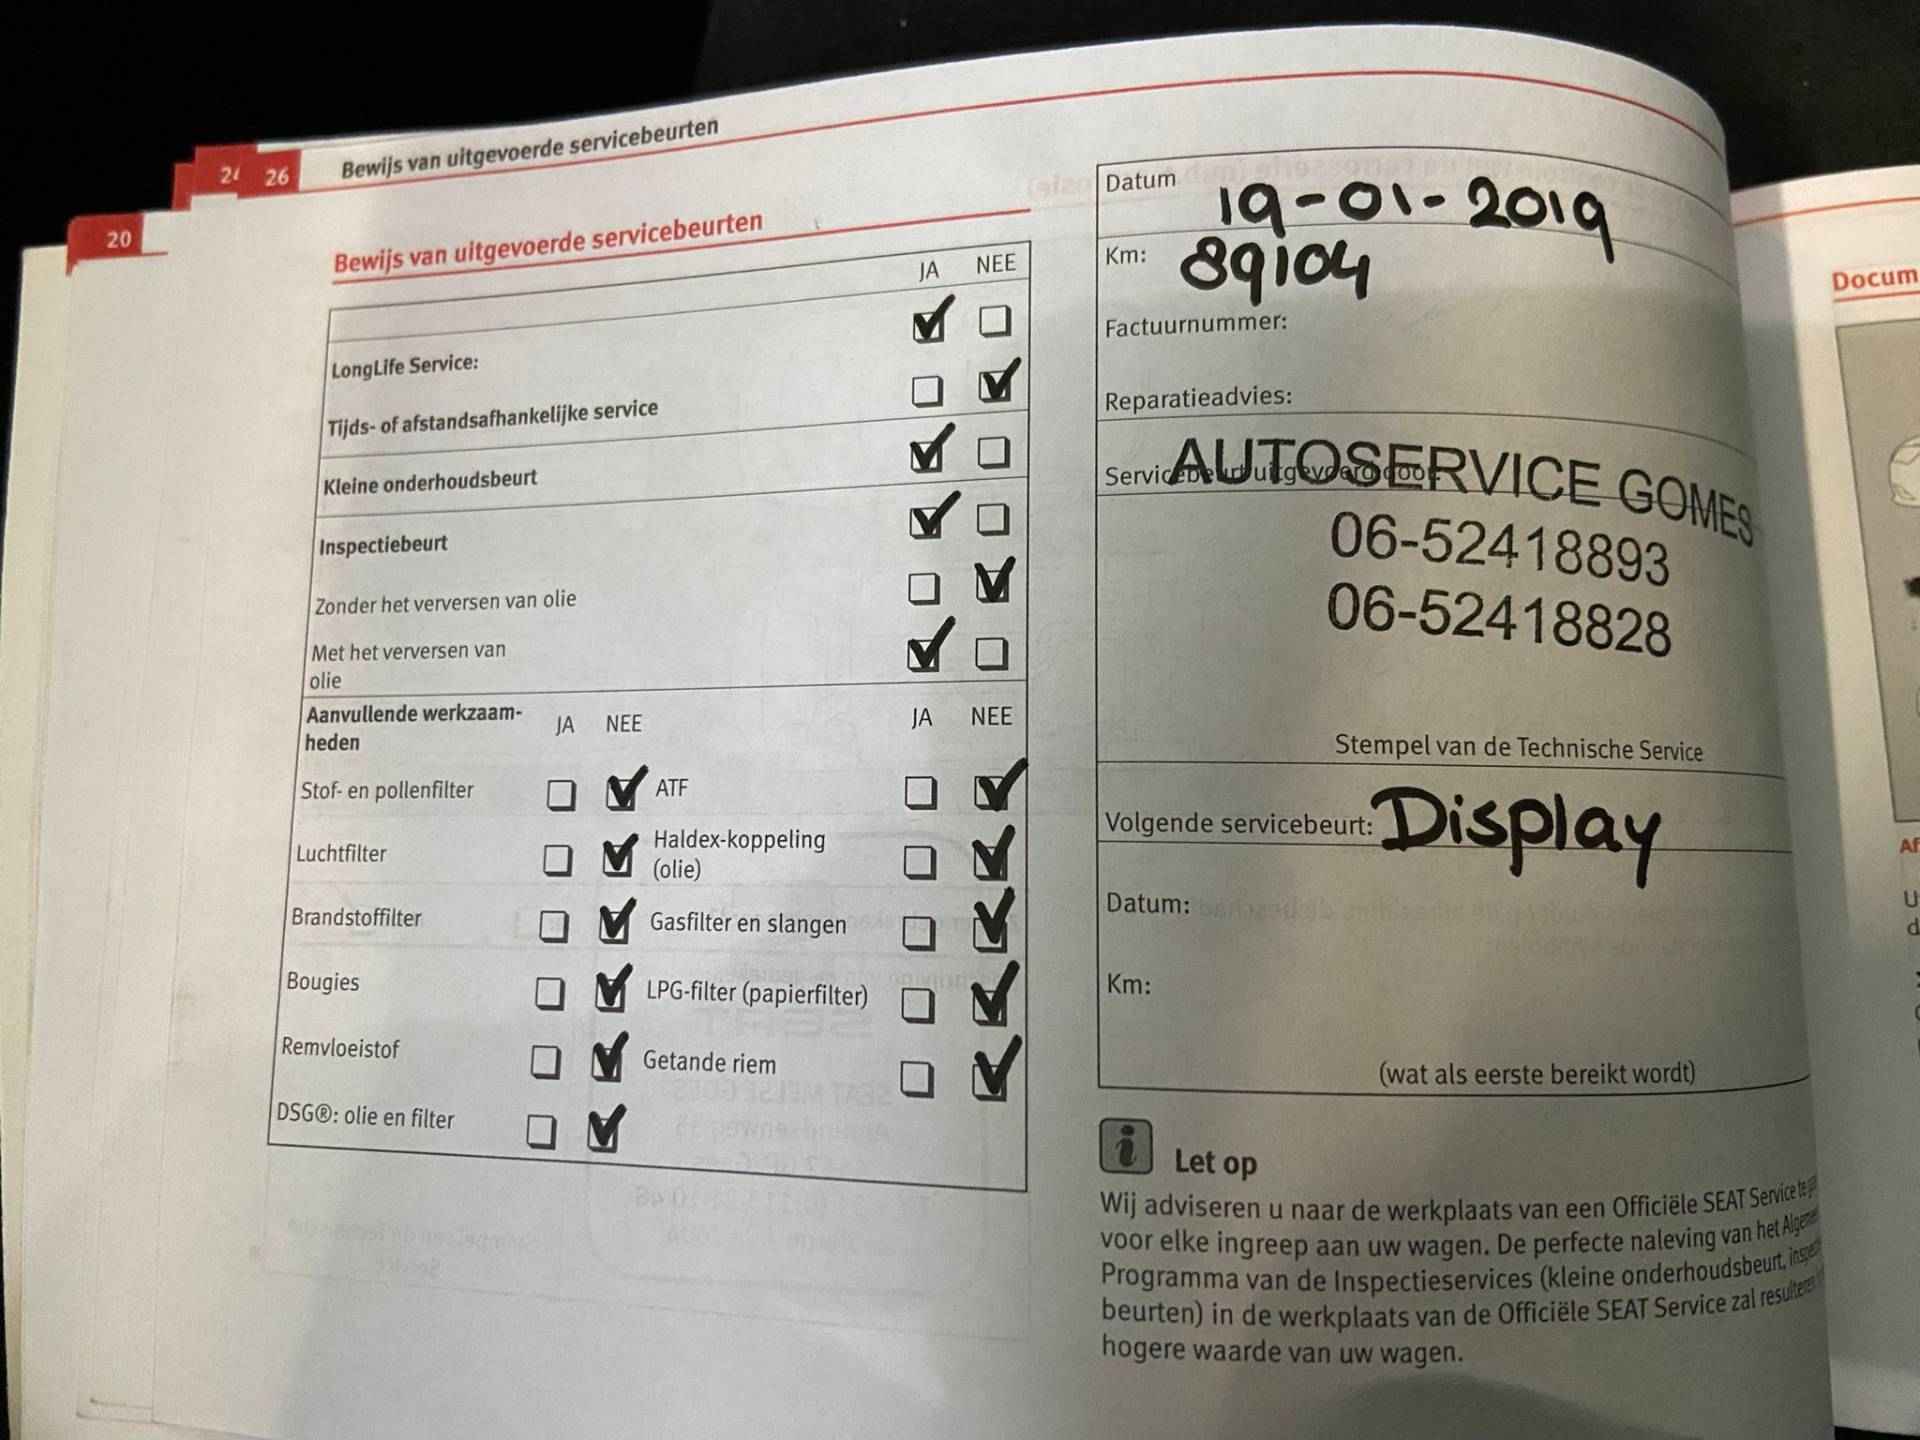 20
26
Bewijs van uitgevoerde servicebeurten
Bewijs van uitgevoerde servicebeurten
JA NEE
LongLife Service:
Tijds- of afstandsafhankelijke service
Kleine onderhoudsbeurt
Inspectiebeurt
Zonder het verversen van olie
Met het verversen van
olie
Aanvullende werkzaam-
heden
JA NEE
JA NEE
Stof- en pollenfilter
ATF
Luchtfilter
Haldex-koppeling
(olie)
Brandstoffilter
Gasfilter en slangen
Bougies
LPG-filter (papierfilter)
Remvloeistof
Getande riem
DSG®: olie en filter
Datum 19-01-2019
Km: 89104
Factuurnummer:
Reparatieadvies:
Servicebeurt uitgevoerd door:
AUTOSERVICE GOMES
06-52418893
06-52418828
Stempel van de Technische Service
Volgende servicebeurt: Display
Datum:
Km:
(wat als eerste bereikt wordt)
i
Let op
Wij adviseren u naar de werkplaats van een Officiële SEAT Service te
voor elke ingreep aan uw wagen. De perfecte naleving van het
Programma van de Inspectieservices (kleine onderhoudsbeurt,
beurten) in de werkplaats van de Officiële SEAT Service zal
hogere waarde van uw wagen.
Docum